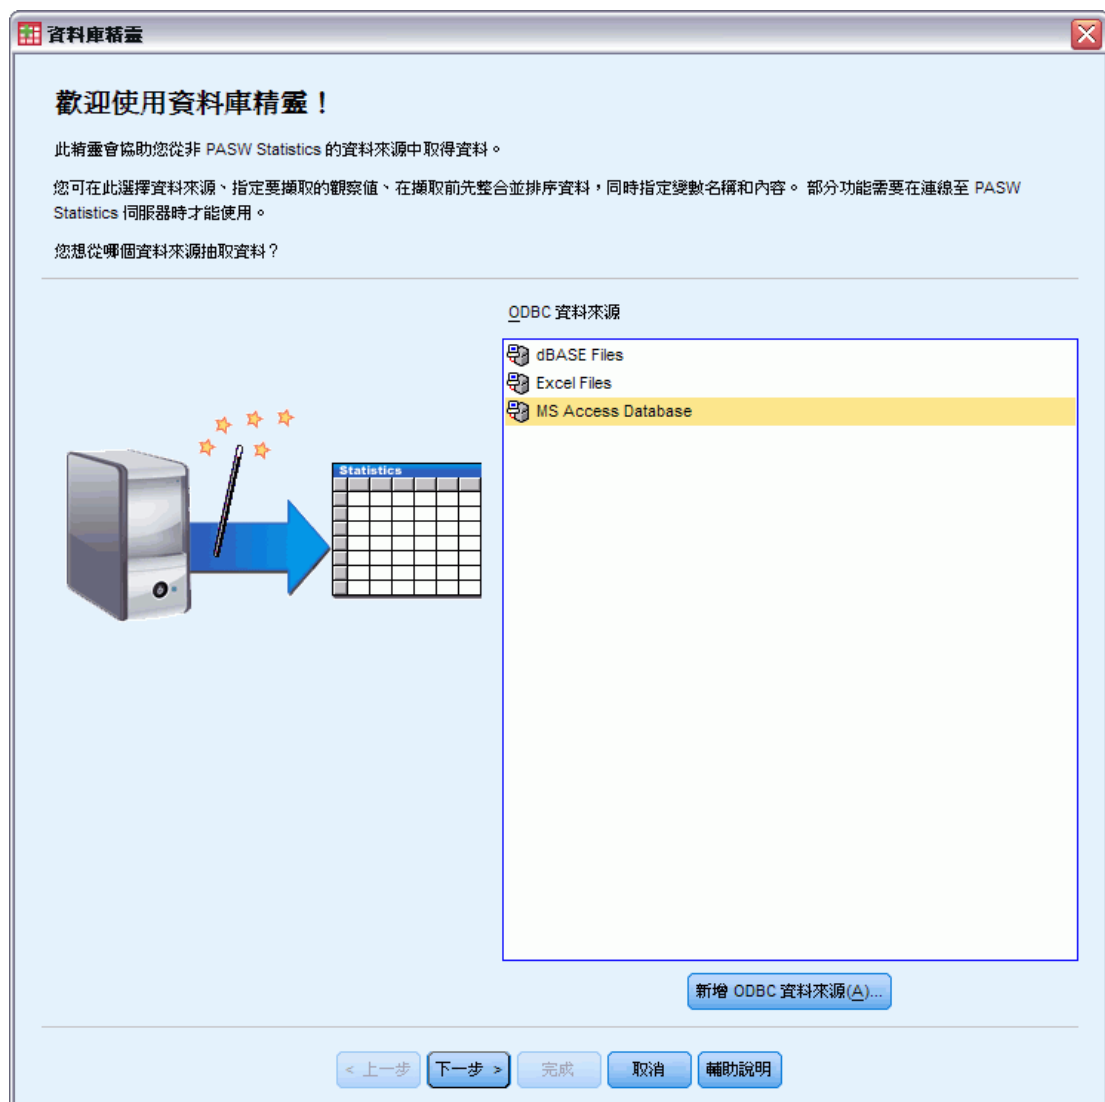 資料庫精靈
歡迎使用資料庫精靈！
此精靈會協助您從非 PASW Statistics 的資料來源中取得資料。
您可在此選擇資料來源、指定要擷取的觀察值、在擷取前先整合並排序資料，同時指定變數名稱和內容。 部分功能需要在連線至 PASW
Statistics 伺服器時才能使用。
您想從哪個資料來源抽取資料？
ODBC 資料來源
dBASE Files
Excel Files
MS Access Database
Statistics
新增 ODBC 資料來源(A)...
< 上一步
下一步 >
完成
取消
輔助說明